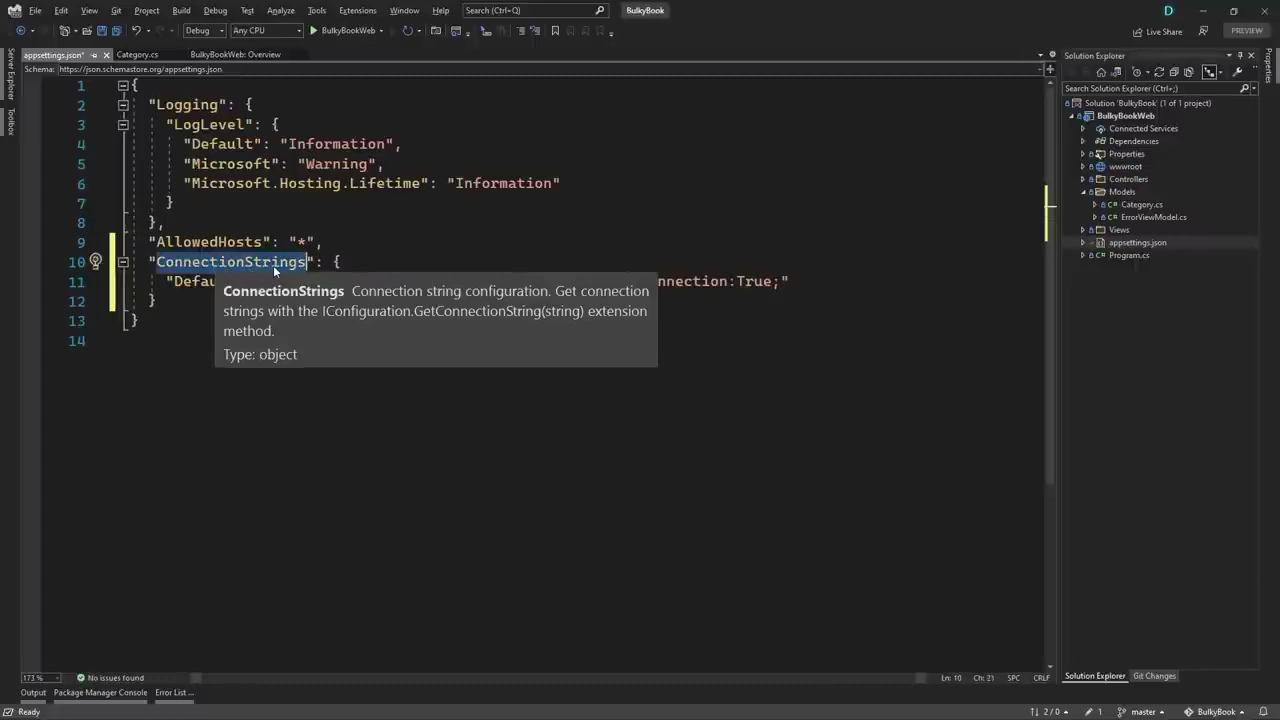 File Edit View Git Project Build Debug Test Analyze Tools Extensions Window Help Search (Ctrl+Q) BulkyBook
Debug Any CPU BulkyBookWeb Live Share PREVIEW
appsettings.json* Category.cs BulkyBookWeb: Overview
Schema: https://json.schemastore.org/appsettings.json
Server Explorer
Toolbox
1 {
2 "Logging": {
3 "LogLevel": {
4 "Default": "Information",
5 "Microsoft": "Warning",
6 "Microsoft.Hosting.Lifetime": "Information"
7 }
8 },
9 "AllowedHosts": "*",
10 "ConnectionStrings": {
11 "Defau nnection:True;"
12 }
13 }
14
ConnectionStrings Connection string configuration. Get connection
strings with the IConfiguration.GetConnectionString(string) extension
method.
Type: object
Solution Explorer
Search Solution Explorer (Ctrl+;)
Solution 'BulkyBook' (1 of 1 project)
BulkyBookWeb
Connected Services
Dependencies
Properties
wwwroot
Controllers
Models
C# Category.cs
C# ErrorViewModel.cs
Views
appsettings.json
C# Program.cs
Properties
173 % No issues found Ln: 10 Ch: 21 SPC CRLF
Solution Explorer Git Changes
Output Package Manager Console Error List ...
Ready 2 / 0 1 master BulkyBook